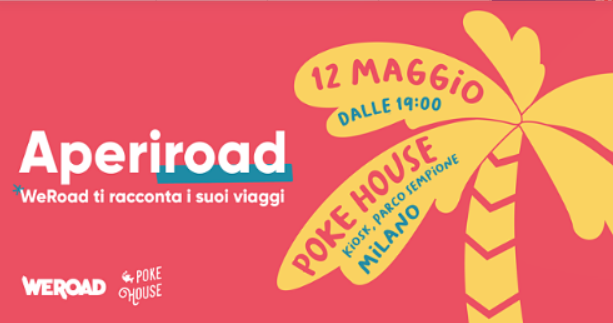 Aperiroad
*WeRoad ti racconta i suoi viaggi
12 MAGGiO
DALLE 19:00
POKE HOUSE
KiOSK, PARCO SEMPiONE
MiLANO
WEROAD
POKE
HOUSE